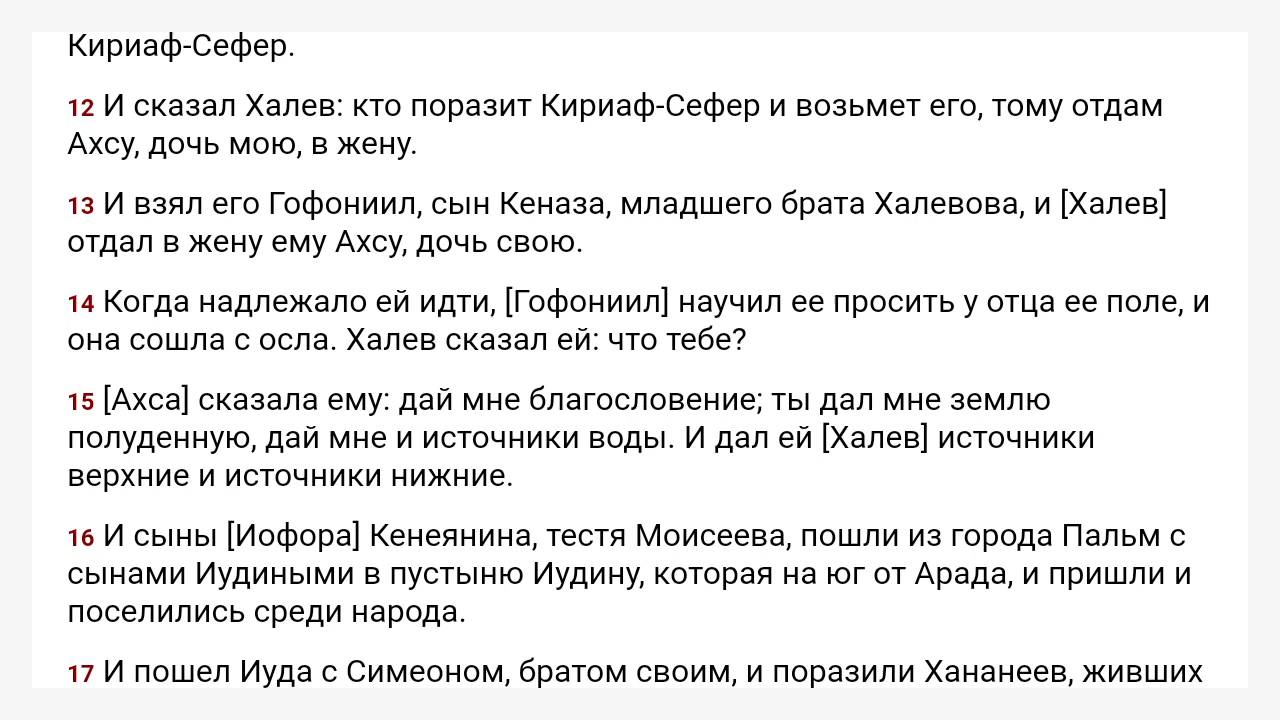 Кириаф-Сефер.
12 И сказал Халев: кто поразит Кириаф-Сефер и возьмет его, тому отдам
Ахсу, дочь мою, в жену.
13 И взял его Гофониил, сын Кеназа, младшего брата Халевова, и [Халев]
отдал в жену ему Ахсу, дочь свою.
14 Когда надлежало ей идти, [Гофониил] научил ее просить у отца ее поле, и
она сошла с осла. Халев сказал ей: что тебе?
15 [Ахса] сказала ему: дай мне благословение; ты дал мне землю
полуденную, дай мне и источники воды. И дал ей [Халев] источники
верхние и источники нижние.
16 И сыны [Иофора] Кенеянина, тестя Моисеева, пошли из города Пальм с
сынами Иудиными в пустыню Иудину, которая на юг от Арада, и пришли и
поселились среди народа.
17 И пошел Иуда с Симеоном, братом своим, и поразили Хананеев, живших